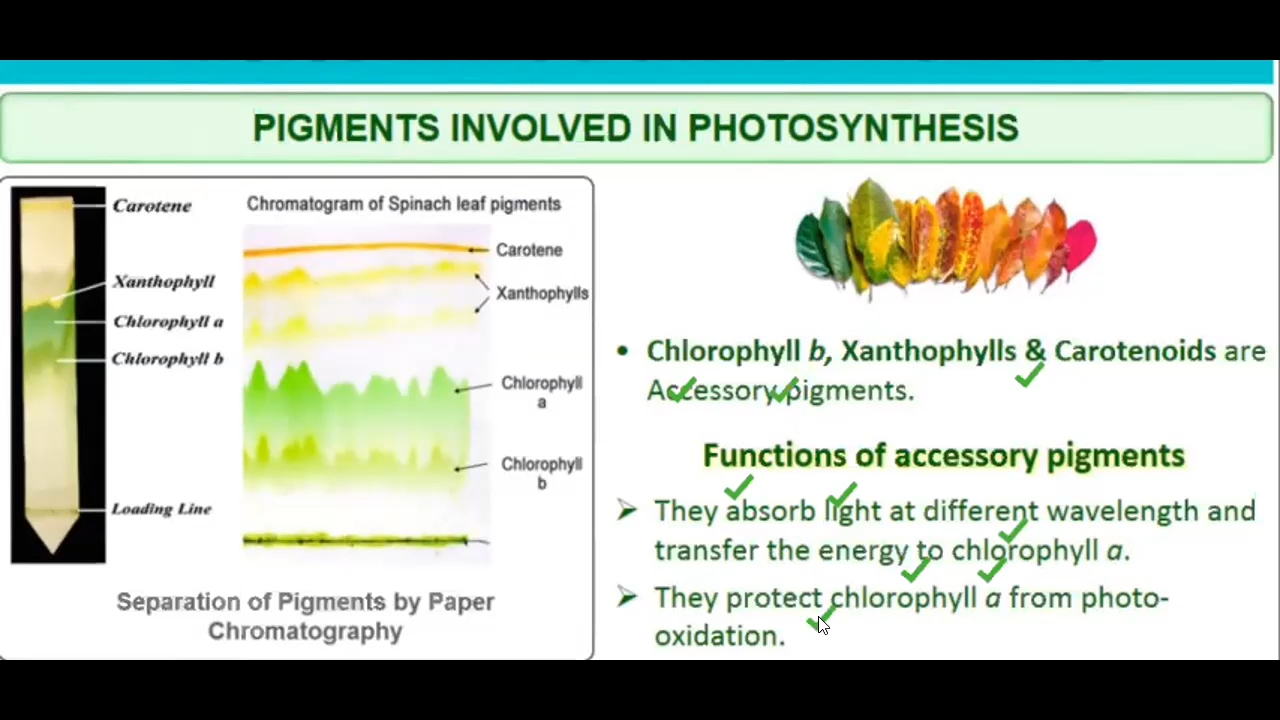 PIGMENTS INVOLVED IN PHOTOSYNTHESIS
Carotene
Xanthophyll
Chlorophyll a
Chlorophyll b
Loading Line
Chromatogram of Spinach leaf pigments
Carotene
Xanthophylls
Chlorophyll
a
Chlorophyll
b
Separation of Pigments by Paper
Chromatography
• Chlorophyll b, Xanthophylls & Carotenoids are
Accessory pigments.
Functions of accessory pigments
➢ They absorb light at different wavelength and
transfer the energy to chlorophyll a.
➢ They protect chlorophyll a from photo-
oxidation.